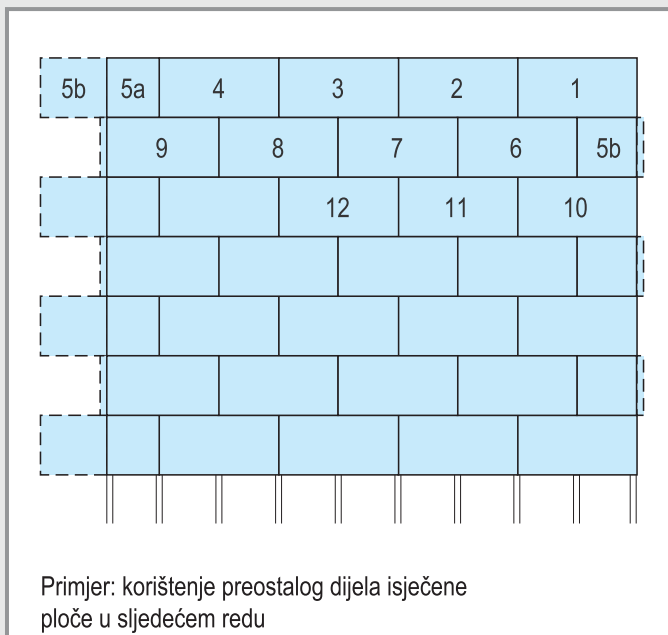 5b 5a 4 3 2 1
9 8 7 6 5b
12 11 10
Primjer: korištenje preostalog dijela isječene
ploče u sljedećem redu